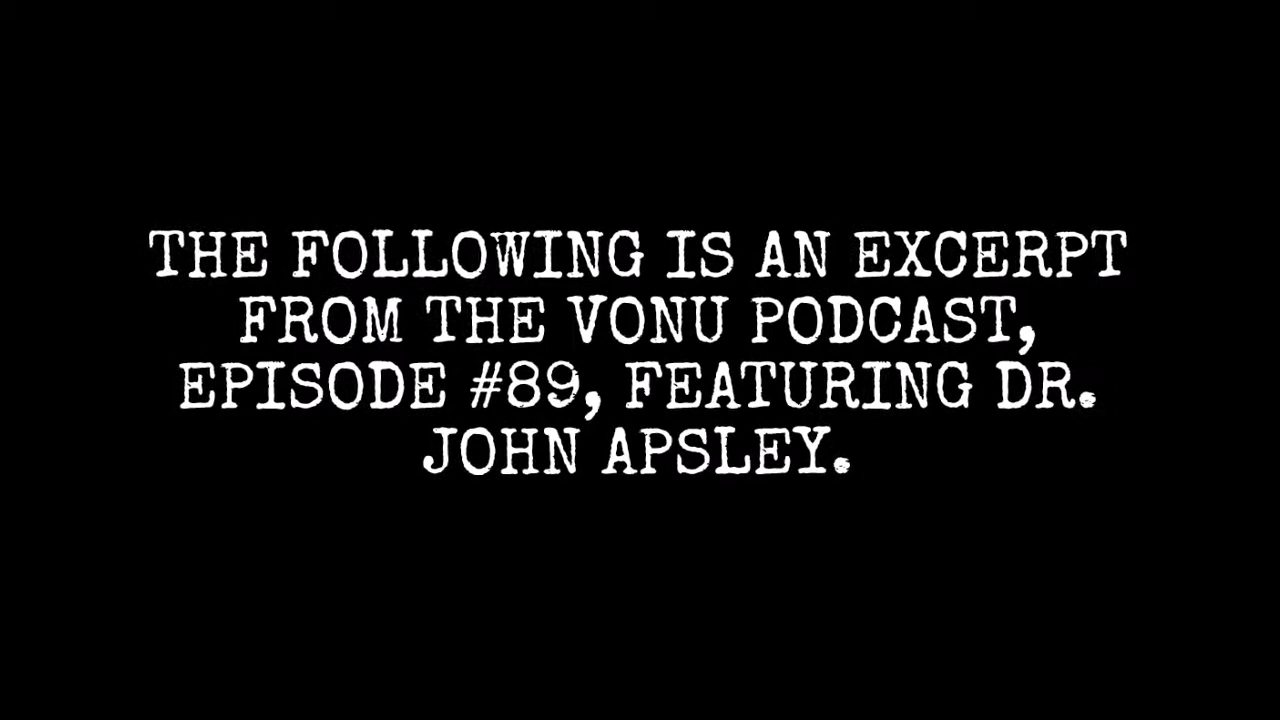 THE FOLLOWING IS AN EXCERPT
FROM THE VONU PODCAST,
EPISODE #89, FEATURING DR.
JOHN APSLEY.